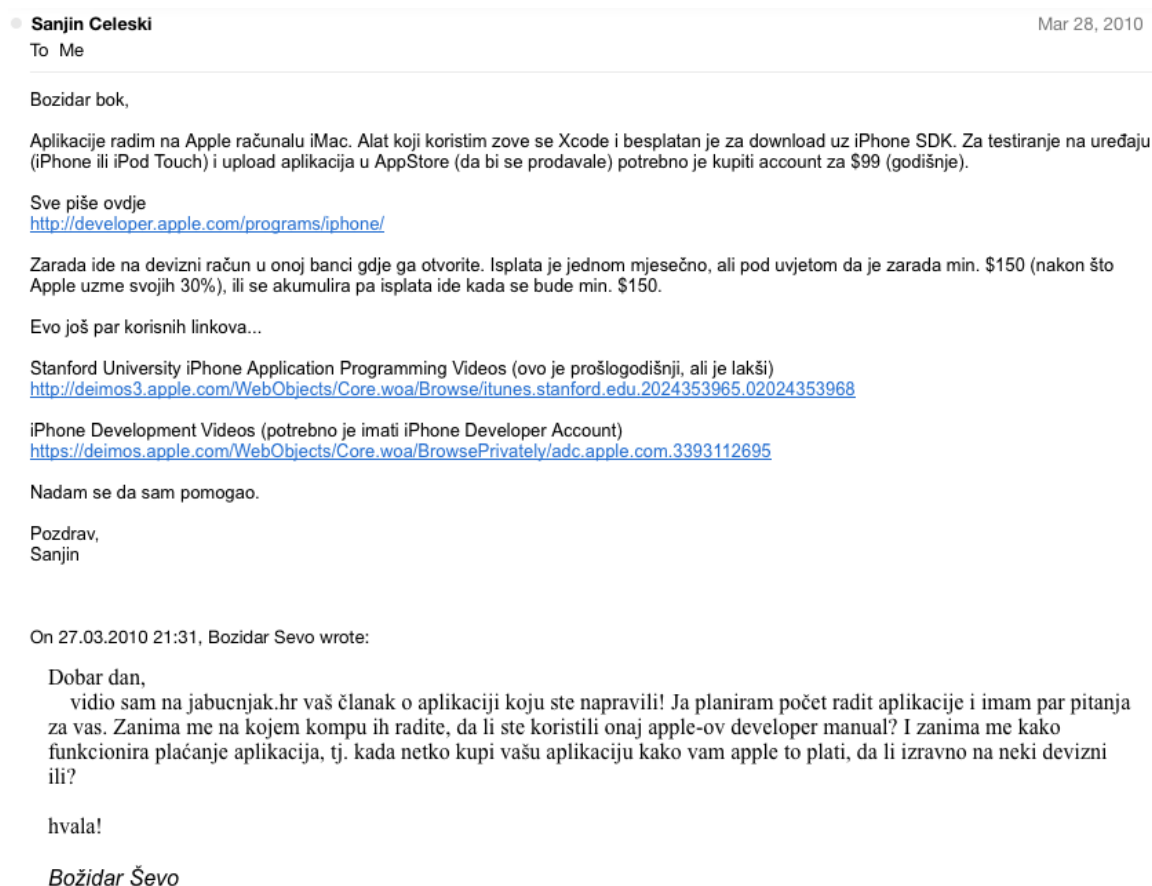 Sanjin Celeski
Mar 28, 2010
To Me
Bozidar bok,
Aplikacije radim na Apple računalu iMac. Alat koji koristim zove se Xcode i besplatan je za download uz iPhone SDK. Za testiranje na uređaju
(iPhone ili iPod Touch) i upload aplikacija u AppStore (da bi se prodavale) potrebno je kupiti account za $99 (godišnje).
Sve piše ovdje
http://developer.apple.com/programs/iphone/
Zarada ide na devizni račun u onoj banci gdje ga otvorite. Isplata je jednom mjesečno, ali pod uvjetom da je zarada min. $150 (nakon što
Apple uzme svojih 30%), ili se akumulira pa isplata ide kada se bude min. $150.
Evo još par korisnih linkova...
Stanford University iPhone Application Programming Videos (ovo je prošlogodišnji, ali je lakši)
http://deimos3.apple.com/WebObjects/Core.woa/Browse/itunes.stanford.edu.2024353965.02024353968
iPhone Development Videos (potrebno je imati iPhone Developer Account)
https://deimos.apple.com/WebObjects/Core.woa/BrowsePrivately/adc.apple.com.3393112695
Nadam se da sam pomogao.
Pozdrav,
Sanjin
On 27.03.2010 21:31, Bozidar Sevo wrote:
Dobar dan,
vidio sam na jabucnjak.hr vaš članak o aplikaciji koju ste napravili! Ja planiram počet radit aplikacije i imam par pitanja
za vas. Zanima me na kojem kompu ih radite, da li ste koristili onaj apple-ov developer manual? I zanima me kako
funkcionira plaćanje aplikacija, tj. kada netko kupi vašu aplikaciju kako vam apple to plati, da li izravno na neki devizni
ili?
hvala!
Božidar Ševo